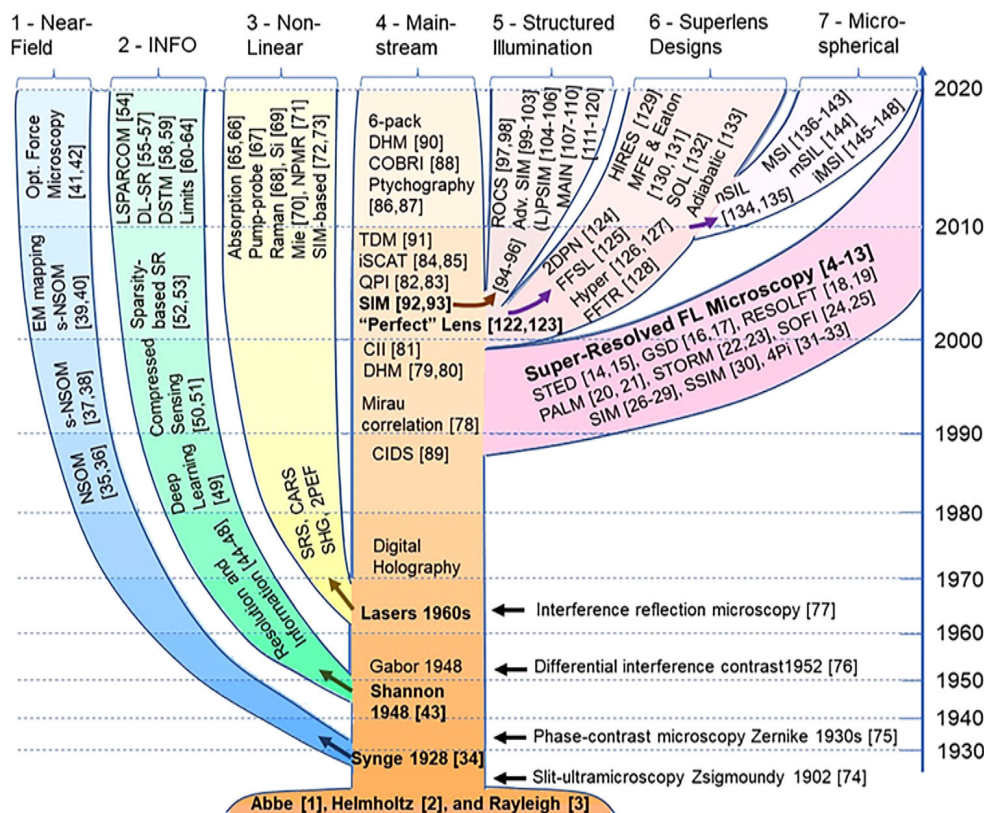 1 - Near-
Field
2 - INFO
3 - Non-
Linear
4 - Main-
stream
5 - Structured
Illumination
6 - Superlens
Designs
7 - Micro-
spherical
Opt. Force
Microscopy
[41,42]
EM mapping
s-NSOM
[39,40]
s-NSOM
[37,38]
NSOM
[35,36]
LSPARCOM [54]
DL-SR [55-57]
DSTM [58,59]
Limits [60-64]
Sparsity-
based SR
[52,53]
Compressed
Sensing
[50,51]
Deep
Learning
[49]
Resolution and
Information [44-48]
Absorption [65,66]
Pump-probe [67]
Raman [68], Si [69]
Mie [70], NPMR [71]
SIM-based [72,73]
SRS, CARS
SHG, 2PEF
6-pack
DHM [90]
COBRI [88]
Ptychography
[86,87]
TDM [91]
iSCAT [84/85]
QPI [82/83]
SIM [92,93]
“Perfect” Lens [122,123]
CII [81]
DHM [79,80]
Mirau
correlation [78]
CIDS [89]
Digital
Holography
Lasers 1960s
Gabor 1948
Shannon
1948 [43]
Synge 1928 [34]
Abbe [1], Helmholtz [2], and Rayleigh [3]
ROCS [97,98]
Adv. SIM [99-103]
(L)PSIM [104-106]
MAIN [107-110]
[111-120]
[94-96]
2DPN [124]
FFSL [125]
Hyper [126,127]
FFTR [128]
HIRES [129]
MFE & Eaton
[130,131]
SOL [132]
Adiabatic [133]
nSIL
[134,135]
MSI [136-143]
mSIL [144]
iMSI [145-148]
Super-Resolved FL Microscopy [4-13]
STED [14,15], GSD [16,17], RESOLFT [18,19]
PALM [20, 21], STORM [22,23], SOFI [24,25]
SIM [26-29], SSIM [30], 4Pi [31-33]
Interference reflection microscopy [77]
Differential interference contrast1952 [76]
Phase-contrast microscopy Zernike 1930s [75]
Slit-ultramicroscopy Zsigmoundy 1902 [74]
2020
2010
2000
1990
1980
1970
1960
1950
1940
1930